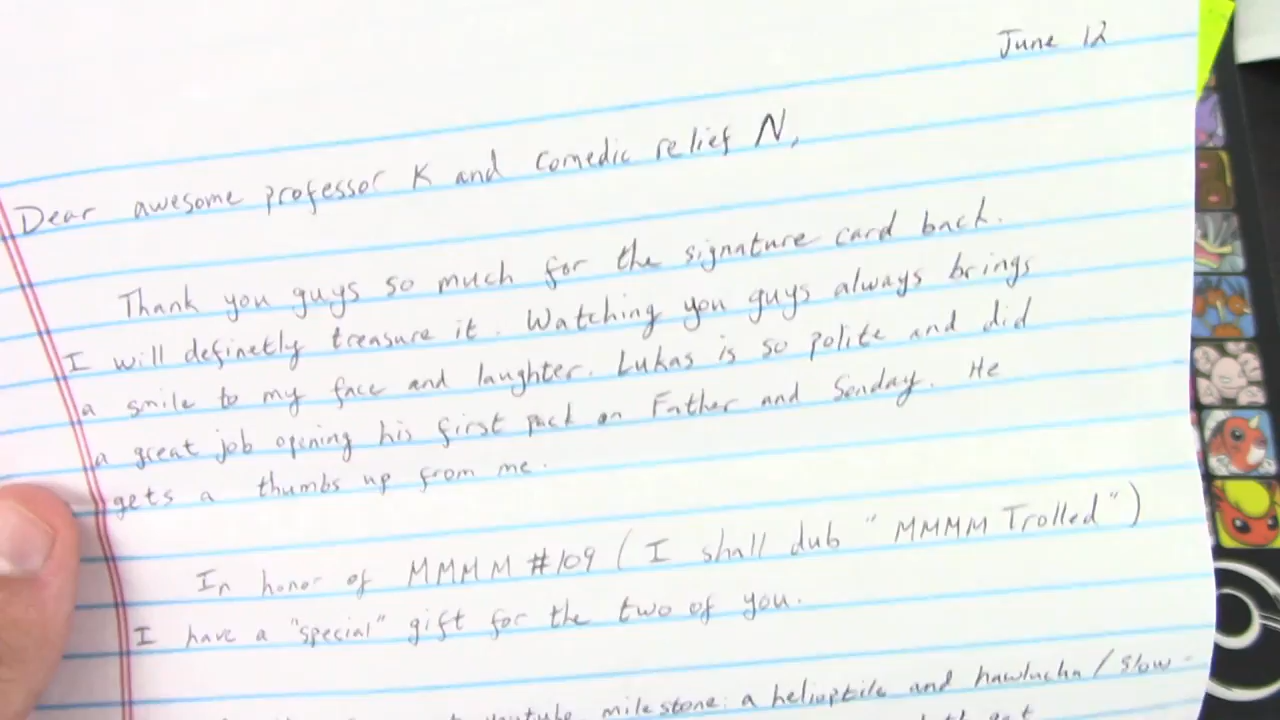 June 12
Dear awesome professor K and comedic relief N,
Thank you guys so much for the signature card back.
I will definetly treasure it. Watching you guys always brings
a smile to my face and laughter. Lukas is so polite and did
a great job opening his first pack on Father and Sonday. He
gets a thumbs up from me.
In honor of MMMM #109 (I shall dub "MMMM Trolled")
I have a "special" gift for the two of you.
youtube milestone: a helioptile and hawlucha/slow-
get